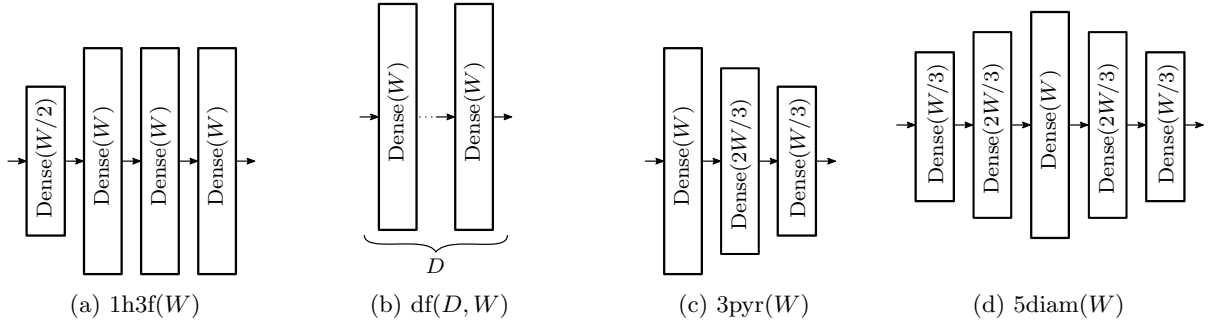 Dense(W/2)
Dense(W)
Dense(W)
Dense(W)
(a) 1h3f(W)
Dense(W)
Dense(W)
D
(b) df(D, W)
Dense(W)
Dense(2W/3)
Dense(W/3)
(c) 3pyr(W)
Dense(W/3)
Dense(2W/3)
Dense(W)
Dense(2W/3)
Dense(W/3)
(d) 5diam(W)